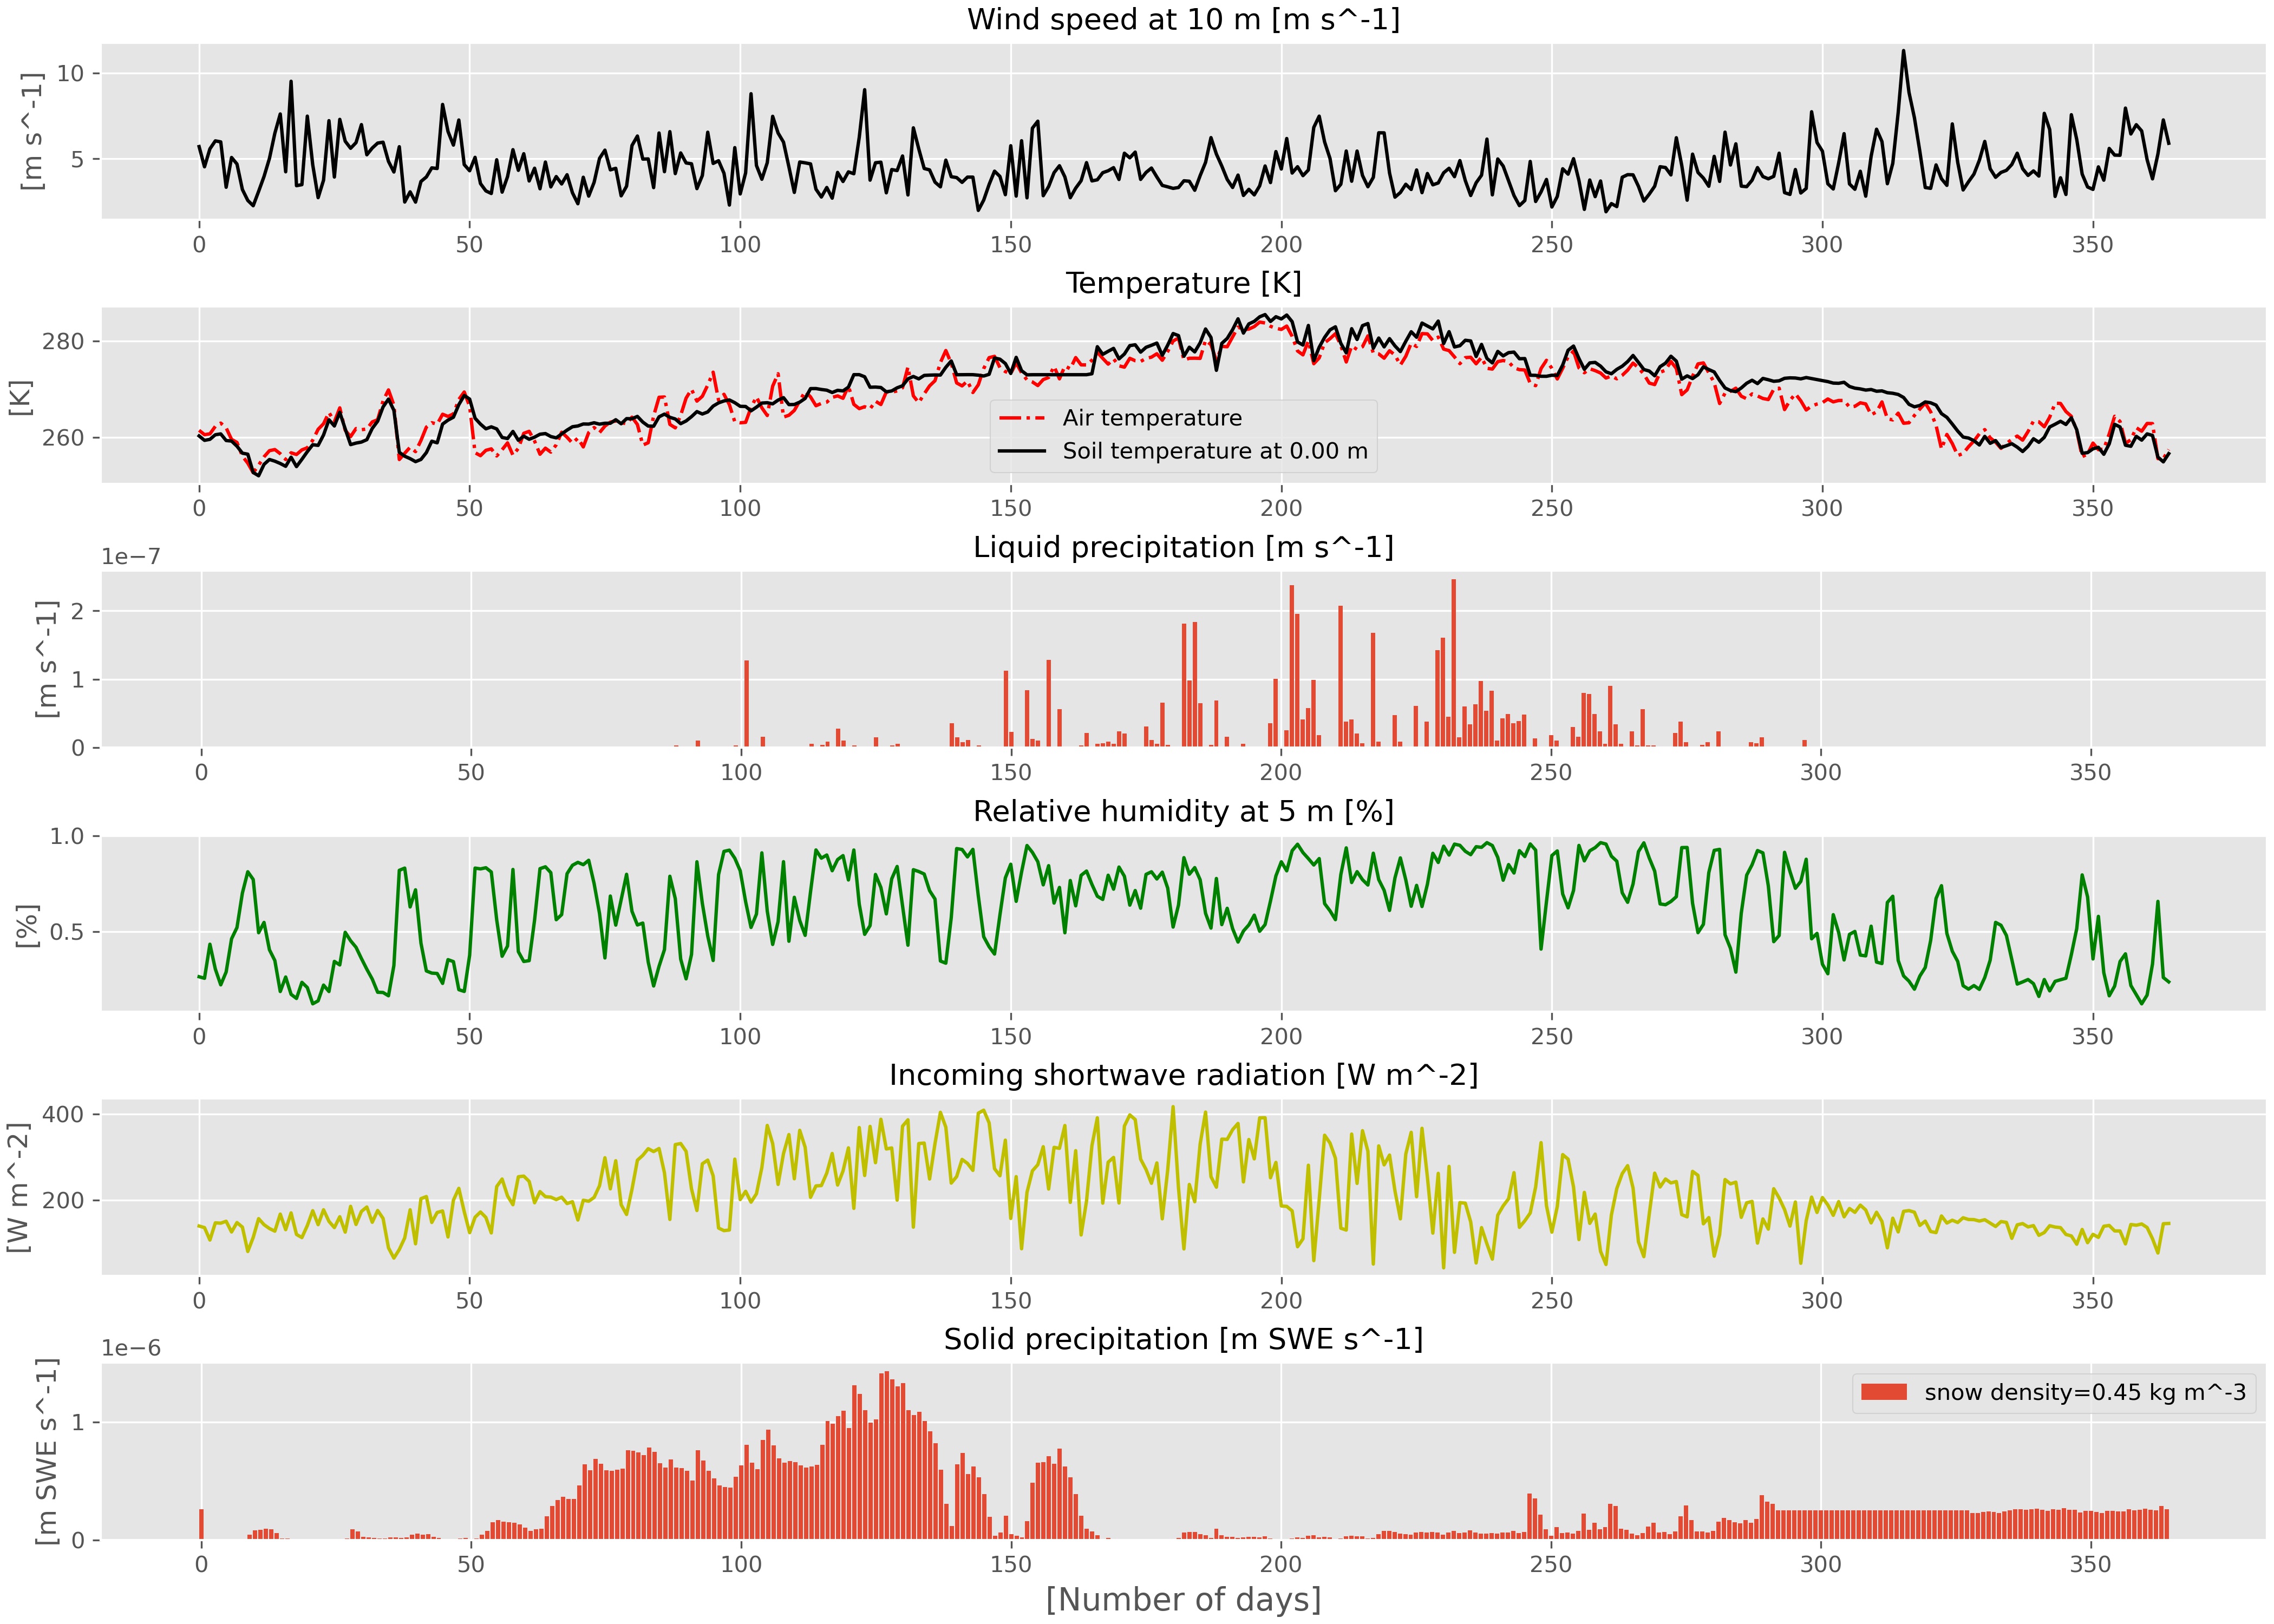 Wind speed at 10 m [m s^-1]
[m s^-1]
10
5
0 50 100 150 200 250 300 350
Temperature [K]
[K]
280
260
Air temperature
Soil temperature at 0.00 m
0 50 100 150 200 250 300 350
1e−7
Liquid precipitation [m s^-1]
[m s^-1]
2
1
0
0 50 100 150 200 250 300 350
Relative humidity at 5 m [%]
[%]
1.0
0.5
0 50 100 150 200 250 300 350
Incoming shortwave radiation [W m^-2]
[W m^-2]
400
200
0 50 100 150 200 250 300 350
1e−6
Solid precipitation [m SWE s^-1]
[m SWE s^-1]
snow density=0.45 kg m^-3
1
0
0 50 100 150 200 250 300 350
[Number of days]